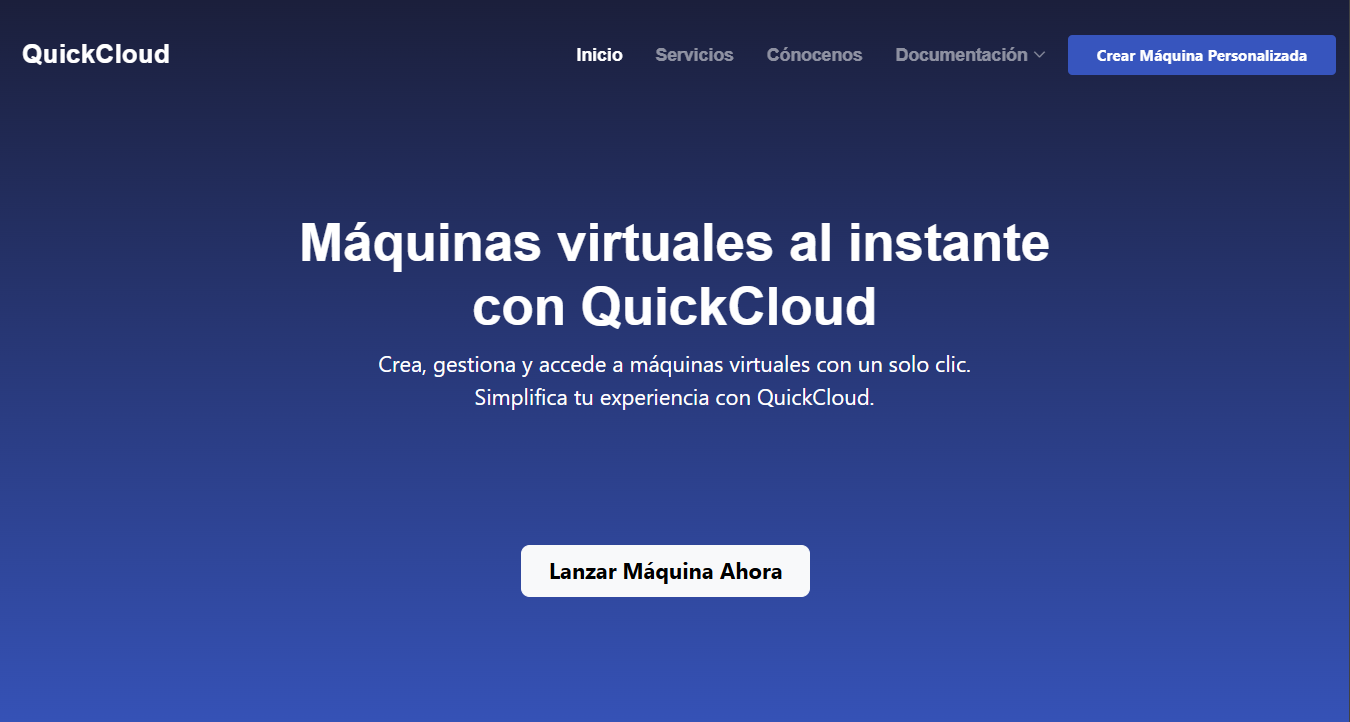 QuickCloud
Inicio
Servicios
Cónocenos
Documentación
Crear Máquina Personalizada
Máquinas virtuales al instante
con QuickCloud
Crea, gestiona y accede a máquinas virtuales con un solo clic.
Simplifica tu experiencia con QuickCloud.
Lanzar Máquina Ahora